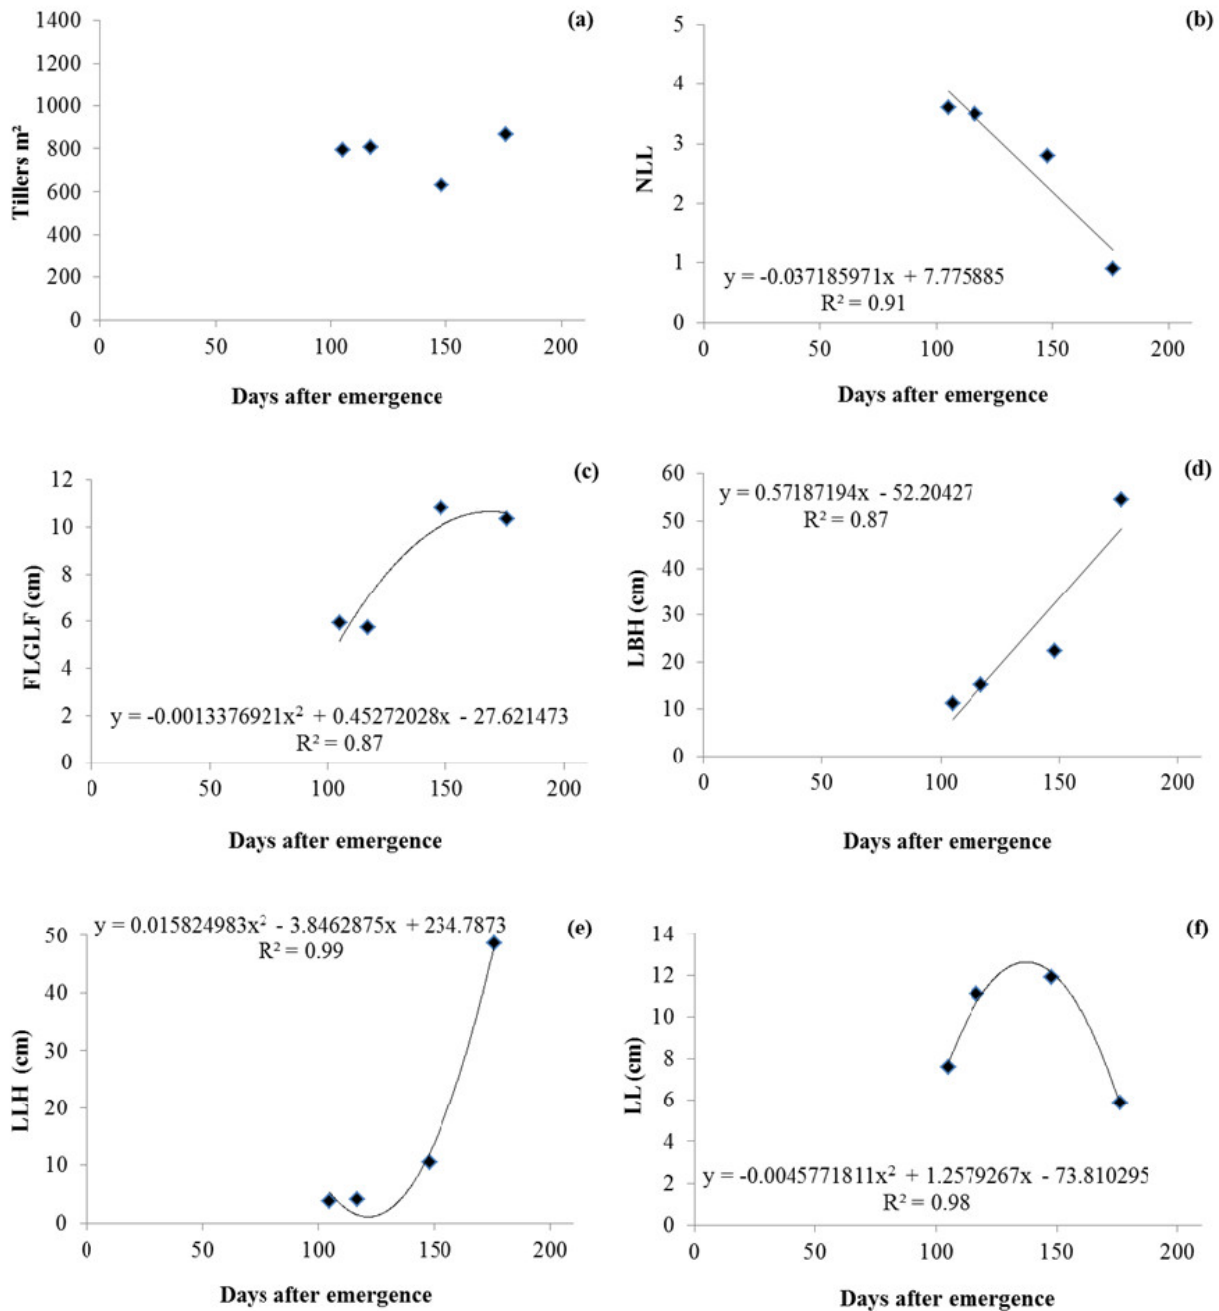 (a)
1400
1200
1000
800
600
400
200
0
Tillers m²
0 50 100 150 200
Days after emergence
(b)
5
4
3
2
1
0
NLL
y = -0.037185971x + 7.775885
R² = 0.91
0 50 100 150 200
Days after emergence
(c)
12
10
8
6
4
2
0
FLGLF (cm)
y = -0.0013376921x² + 0.45272028x - 27.621473
R² = 0.87
0 50 100 150 200
Days after emergence
(d)
60
50
40
30
20
10
0
LBH (cm)
y = 0.57187194x - 52.20427
R² = 0.87
0 50 100 150 200
Days after emergence
(e)
y = 0.015824983x² - 3.8462875x + 234.7873
R² = 0.99
50
40
30
20
10
0
LLH (cm)
0 50 100 150 200
Days after emergence
(f)
14
12
10
8
6
4
2
0
LL (cm)
y = -0.0045771811x² + 1.2579267x - 73.810295
R² = 0.98
0 50 100 150 200
Days after emergence